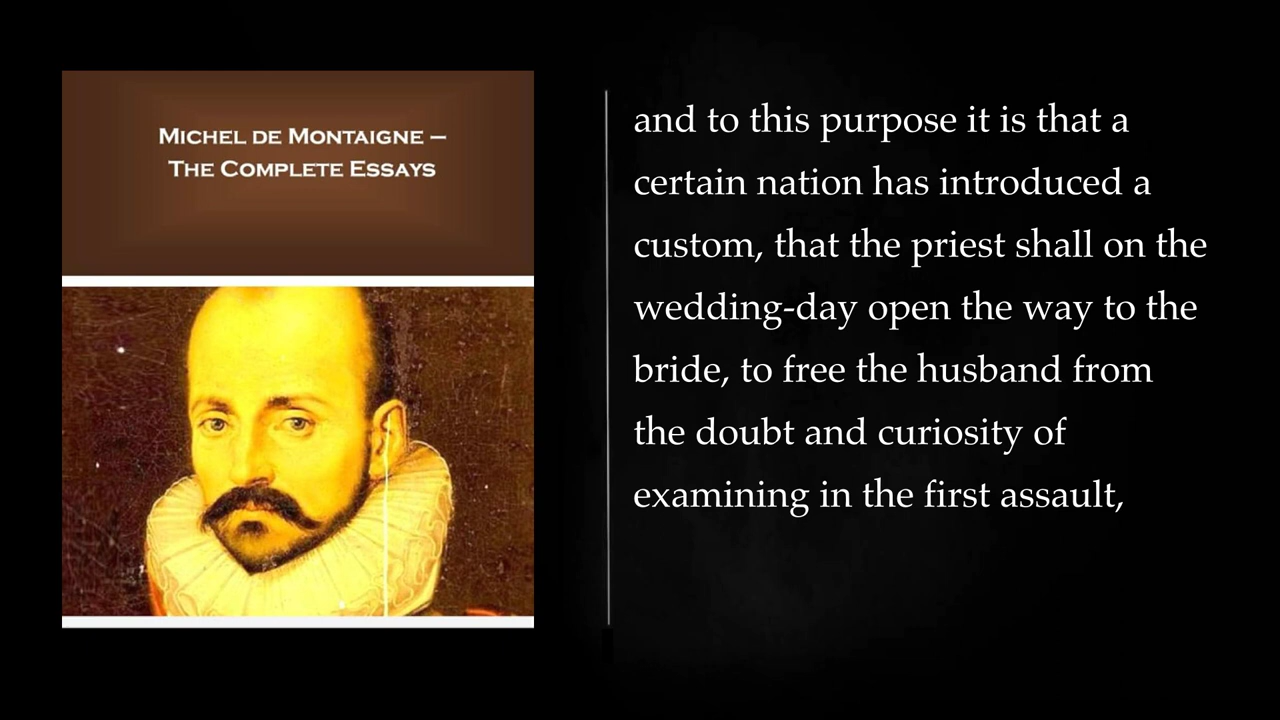 MICHEL DE MONTAIGNE –
THE COMPLETE ESSAYS
and to this purpose it is that a
certain nation has introduced a
custom, that the priest shall on the
wedding-day open the way to the
bride, to free the husband from
the doubt and curiosity of
examining in the first assault,